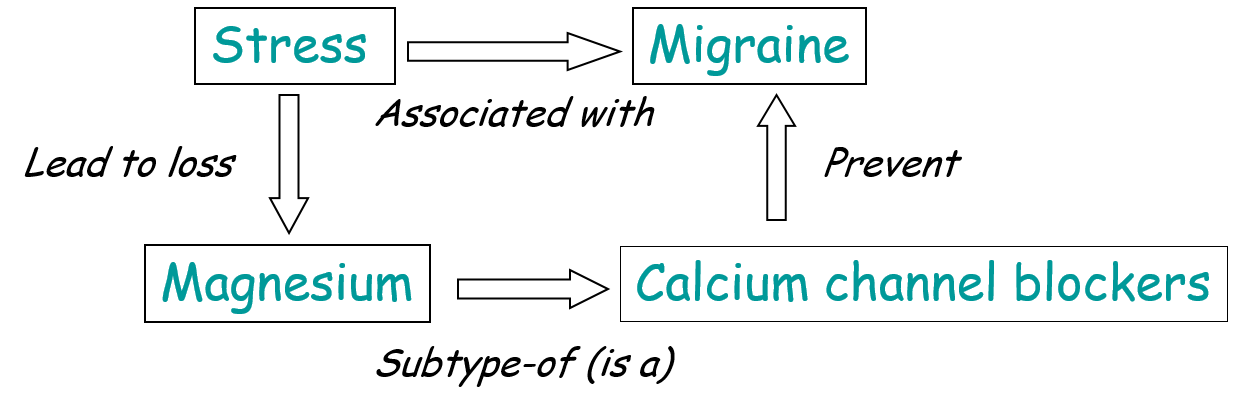 Stress
Migraine
Associated with
Lead to loss
Prevent
Magnesium
Calcium channel blockers
Subtype-of (is a)